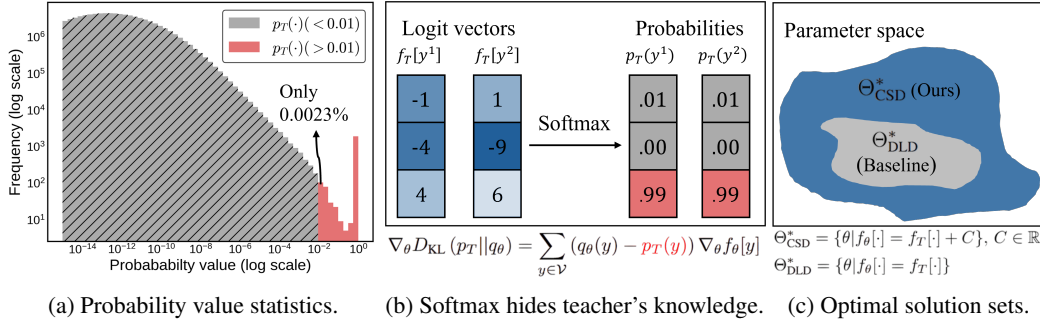 Frequency (log scale)
10^6
10^5
10^4
10^3
10^2
10^1
p_T(·)(<0.01)
p_T(·)(>0.01)
Only
0.0023%
10^−14 10^−12 10^−10 10^−8 10^−6 10^−4 10^−2 10^0
Probababity value (log scale)
(a) Probability value statistics.
Logit vectors
f_T[y^1] f_T[y^2]
-1 1
-4 -9
4 6
Softmax
Probabilities
p_T(y^1) p_T(y^2)
.01 .01
.00 .00
.99 .99
∇_θ D_KL (p_T||q_θ) = ∑_{y∈𝒱} (q_θ(y) − p_T(y)) ∇_θ f_θ[y]
(b) Softmax hides teacher's knowledge.
Parameter space
Θ*_CSD (Ours)
Θ*_DLD
(Baseline)
Θ*_CSD = {θ|f_θ[·] = f_T[·] + C}, C ∈ ℝ
Θ*_DLD = {θ|f_θ[·] = f_T[·]}
(c) Optimal solution sets.